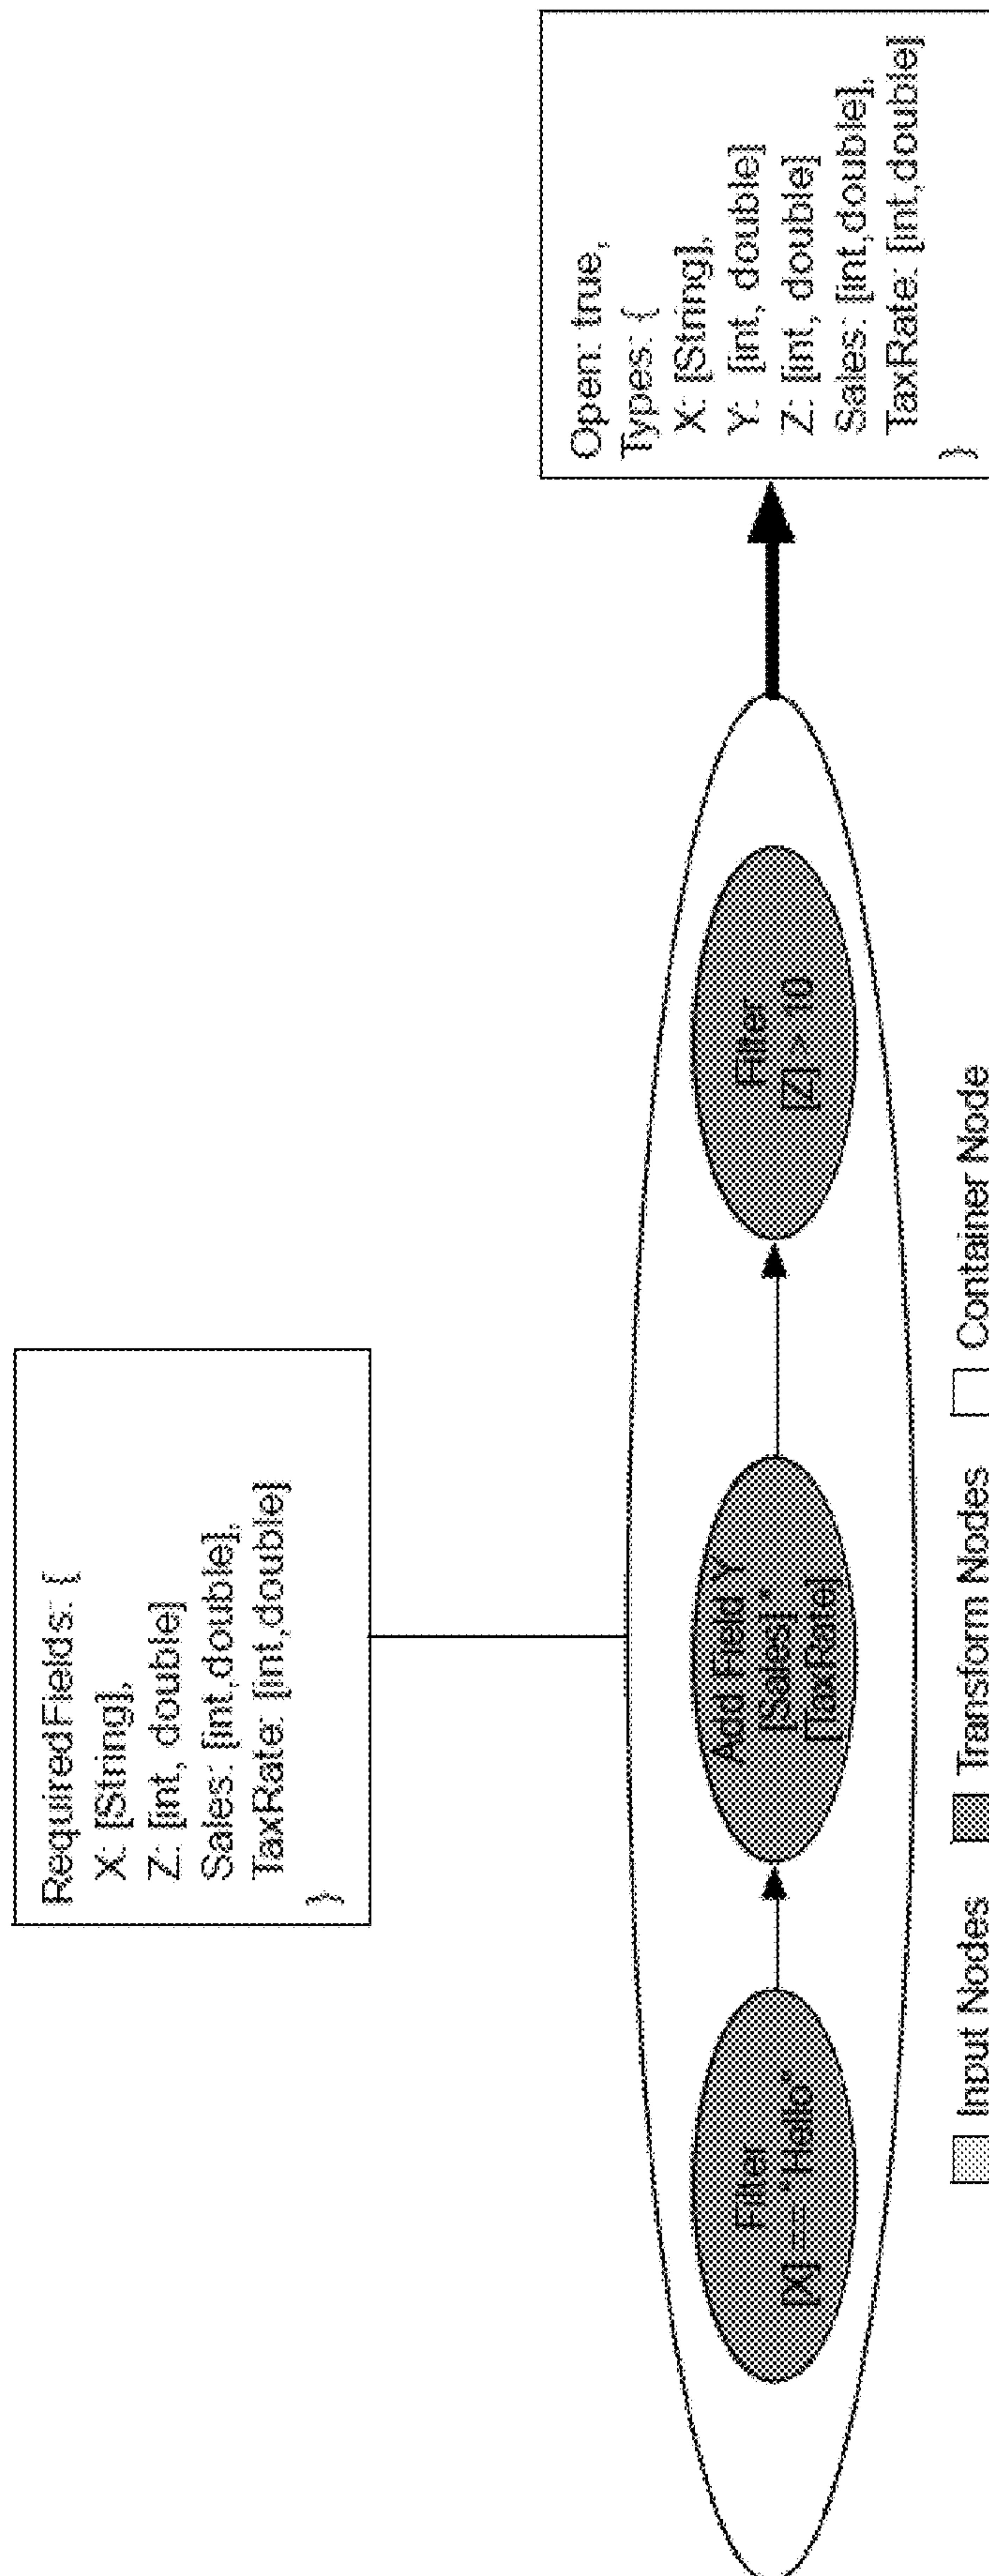 RequiredFields: {
X: [String],
Z: [int, double]
Sales: [int,double],
TaxRate: [int,double]
}
Filter
[X] == "Hello"
Add Field Y
[Sales] *
[TaxRate]
Filter
[Z] > 10
Open: true,
Types: {
X: [String],
Y: [int, double]
Z: [int, double]
Sales: [int,double],
TaxRate: [int,double]
}
Input Nodes
Transform Nodes
Container Node